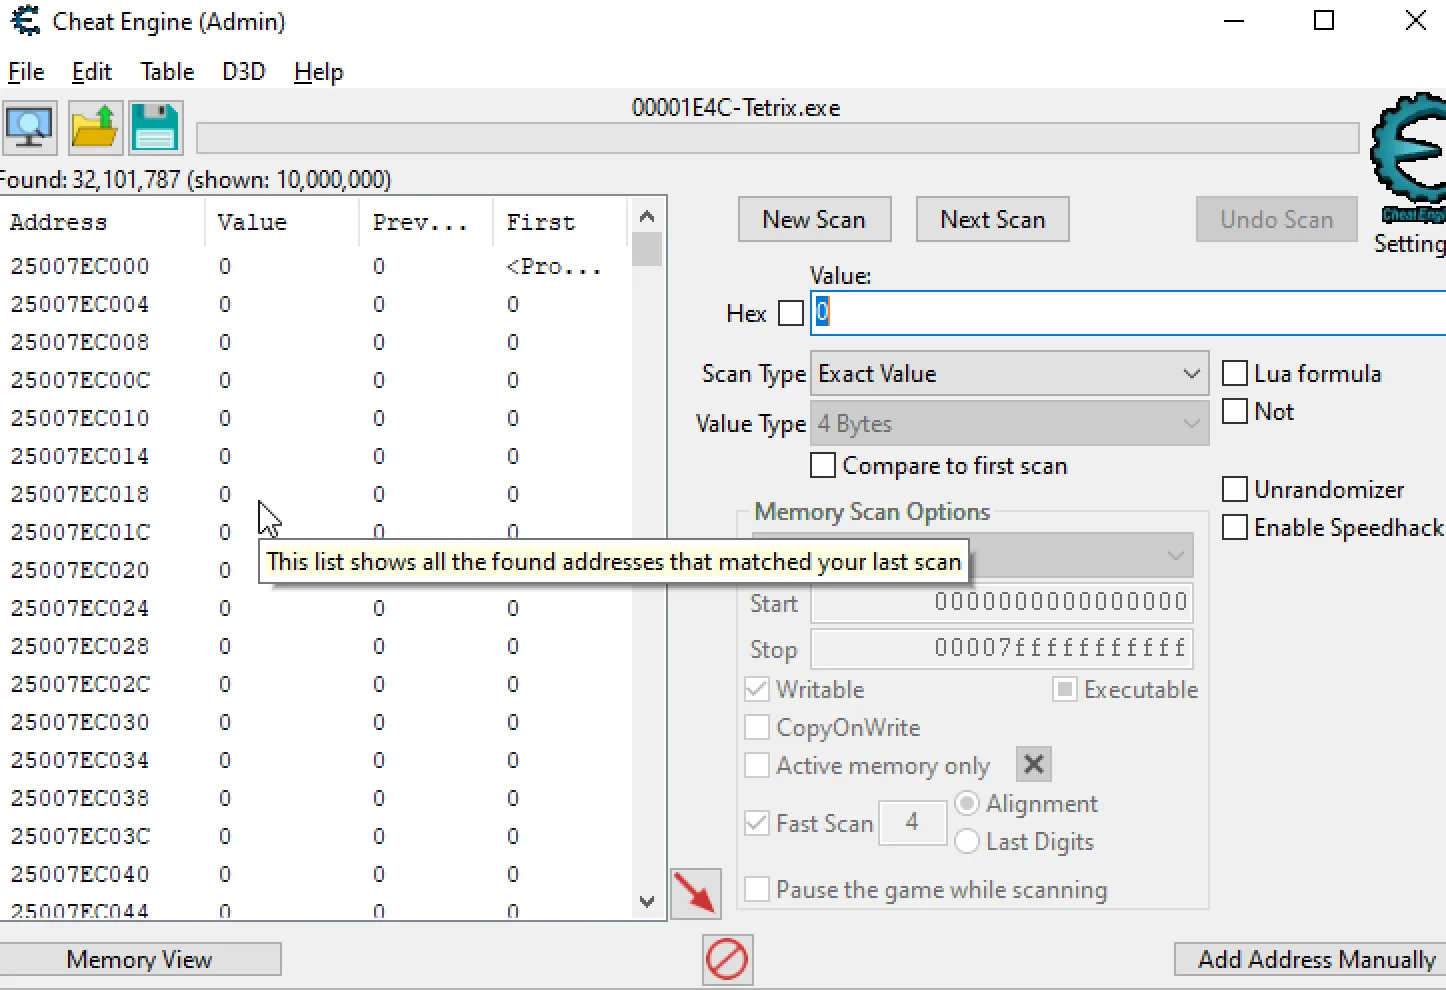 Cheat Engine (Admin)
File Edit Table D3D Help
00001E4C-Tetrix.exe
Found: 32,101,787 (shown: 10,000,000)
Address Value Prev... First
25007EC000 0 0 <Pro...
25007EC004 0 0 0
25007EC008 0 0 0
25007EC00C 0 0 0
25007EC010 0 0 0
25007EC014 0 0 0
25007EC018 0 0 0
25007EC01C 0 0 0
This list shows all the found addresses that matched your last scan
25007EC020 0
25007EC024 0 0 0
25007EC028 0 0 0
25007EC02C 0 0 0
25007EC030 0 0 0
25007EC034 0 0 0
25007EC038 0 0 0
25007EC03C 0 0 0
25007EC040 0 0 0
25007EC044 0 0 0
Memory View
New Scan Next Scan Undo Scan
Cheat Eng
Setting
Value:
Hex 0
Scan Type Exact Value
Lua formula
Not
Value Type 4 Bytes
Compare to first scan
Unrandomizer
Enable Speedhack
Memory Scan Options
Start 0000000000000000
Stop 00007fffffffffff
Writable Executable
CopyOnWrite
Active memory only
Fast Scan 4 Alignment
Last Digits
Pause the game while scanning
Add Address Manually